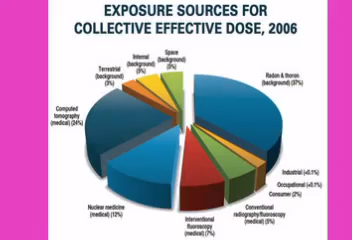 EXPOSURE SOURCES FOR
COLLECTIVE EFFECTIVE DOSE, 2006
Space
(background)
(5%)
Internal
(background)
(5%)
Terrestrial
(background)
(3%)
Radon & thoron
(background) (37%)
Computed
tomography
(medical) (24%)
Industrial (<0.1%)
Occupational (<0.1%)
Consumer (2%)
Nuclear medicine
(medical) (12%)
Conventional
radiography/fluoroscopy
(medical) (5%)
Interventional
fluoroscopy
(medical) (7%)